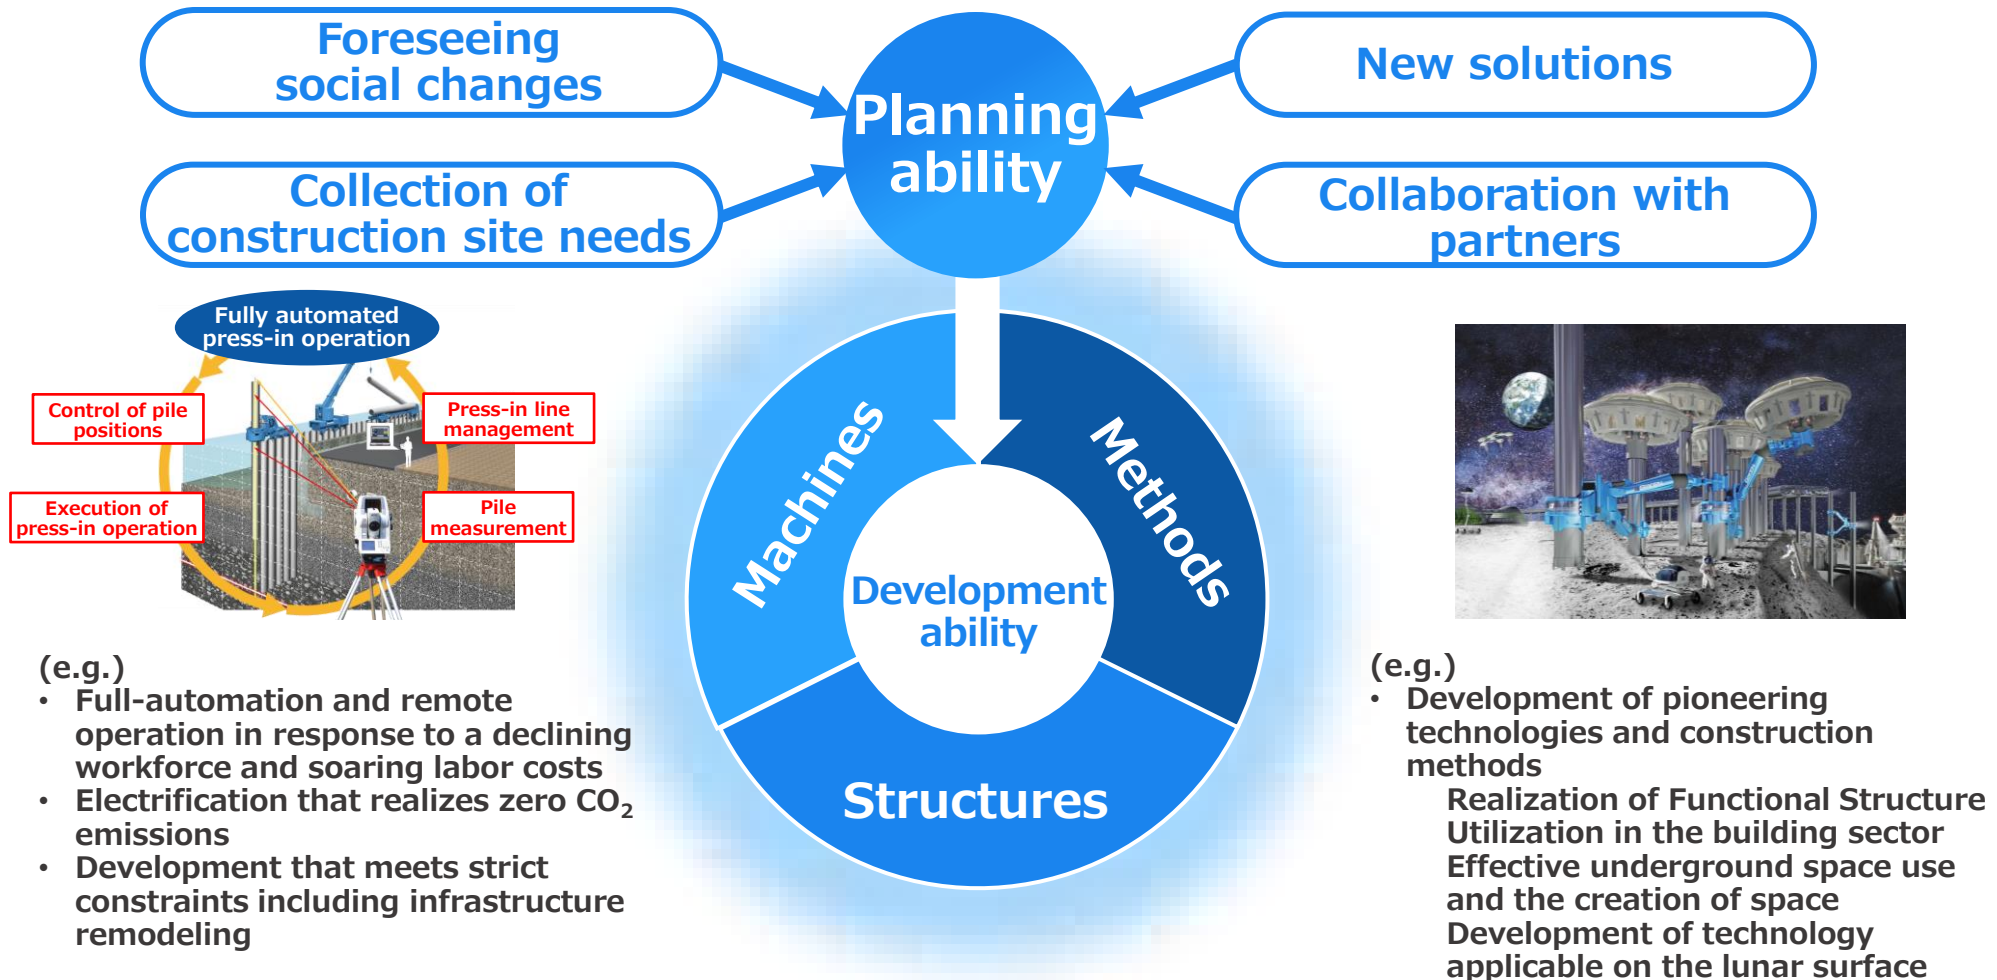 Foreseeing
social changes
Collection of
construction site needs
Planning
ability
New solutions
Collaboration with
partners
Fully automated
press-in operation
Control of pile
positions
Press-in line
management
Execution of
press-in operation
Pile
measurement
Machines
Methods
Structures
Development
ability
(e.g.)
• Full-automation and remote
operation in response to a declining
workforce and soaring labor costs
• Electrification that realizes zero CO₂
emissions
• Development that meets strict
constraints including infrastructure
remodeling
(e.g.)
• Development of pioneering
technologies and construction
methods
Realization of Functional Structure
Utilization in the building sector
Effective underground space use
and the creation of space
Development of technology
applicable on the lunar surface